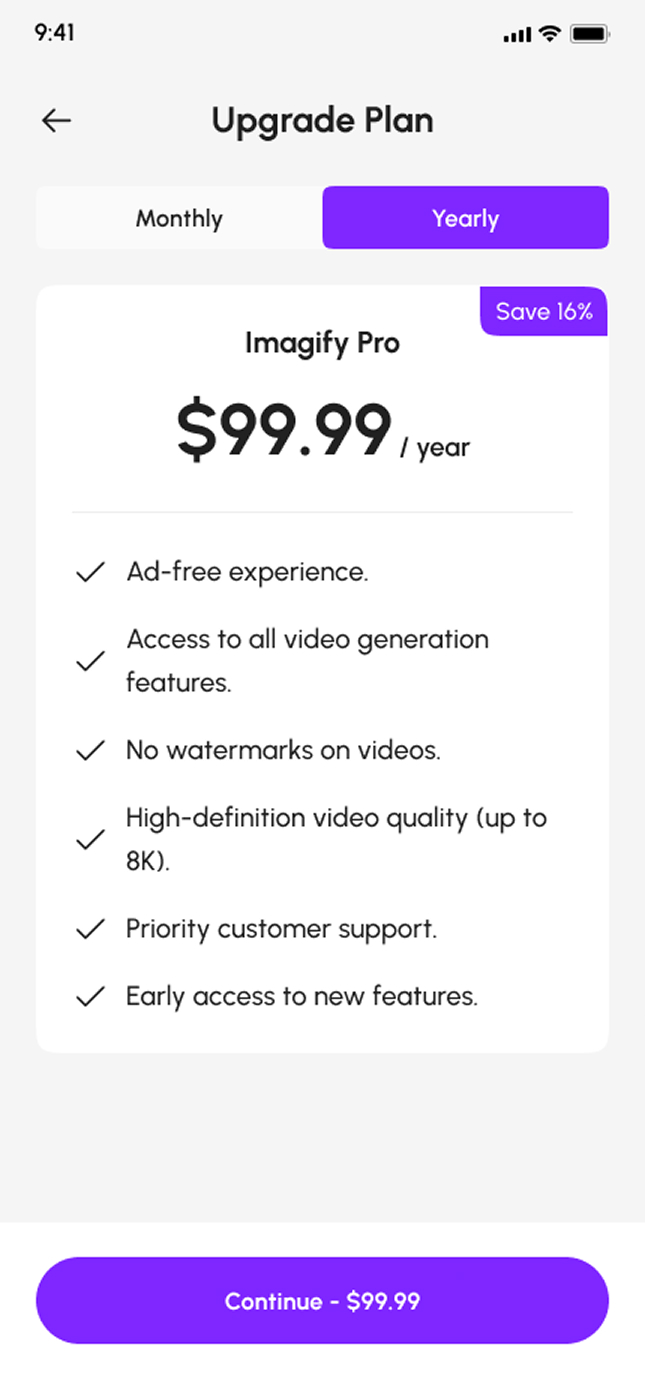 9:41
Upgrade Plan
Monthly
Yearly
Save 16%
Imagify Pro
$99.99 / year
Ad-free experience.
Access to all video generation
features.
No watermarks on videos.
High-definition video quality (up to
8K).
Priority customer support.
Early access to new features.
Continue - $99.99